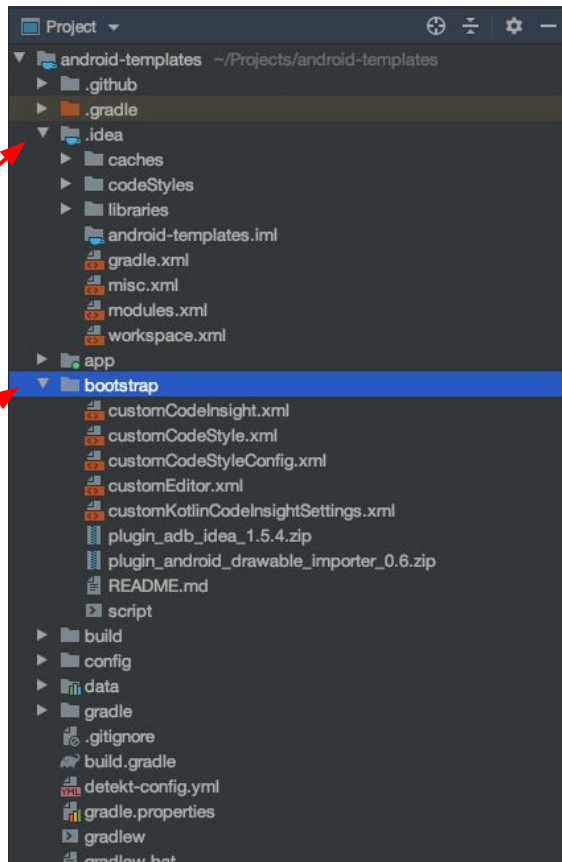 Project
android-templates ~/Projects/android-templates
.github
.gradle
.idea
caches
codeStyles
libraries
android-templates.iml
gradle.xml
misc.xml
modules.xml
workspace.xml
app
bootstrap
customCodeInsight.xml
customCodeStyle.xml
customCodeStyleConfig.xml
customEditor.xml
customKotlinCodeInsightSettings.xml
plugin_adb_idea_1.5.4.zip
plugin_android_drawable_importer_0.6.zip
README.md
script
build
config
data
gradle
.gitignore
build.gradle
YML detekt-config.yml
gradle.properties
gradlew
gradlew.bat